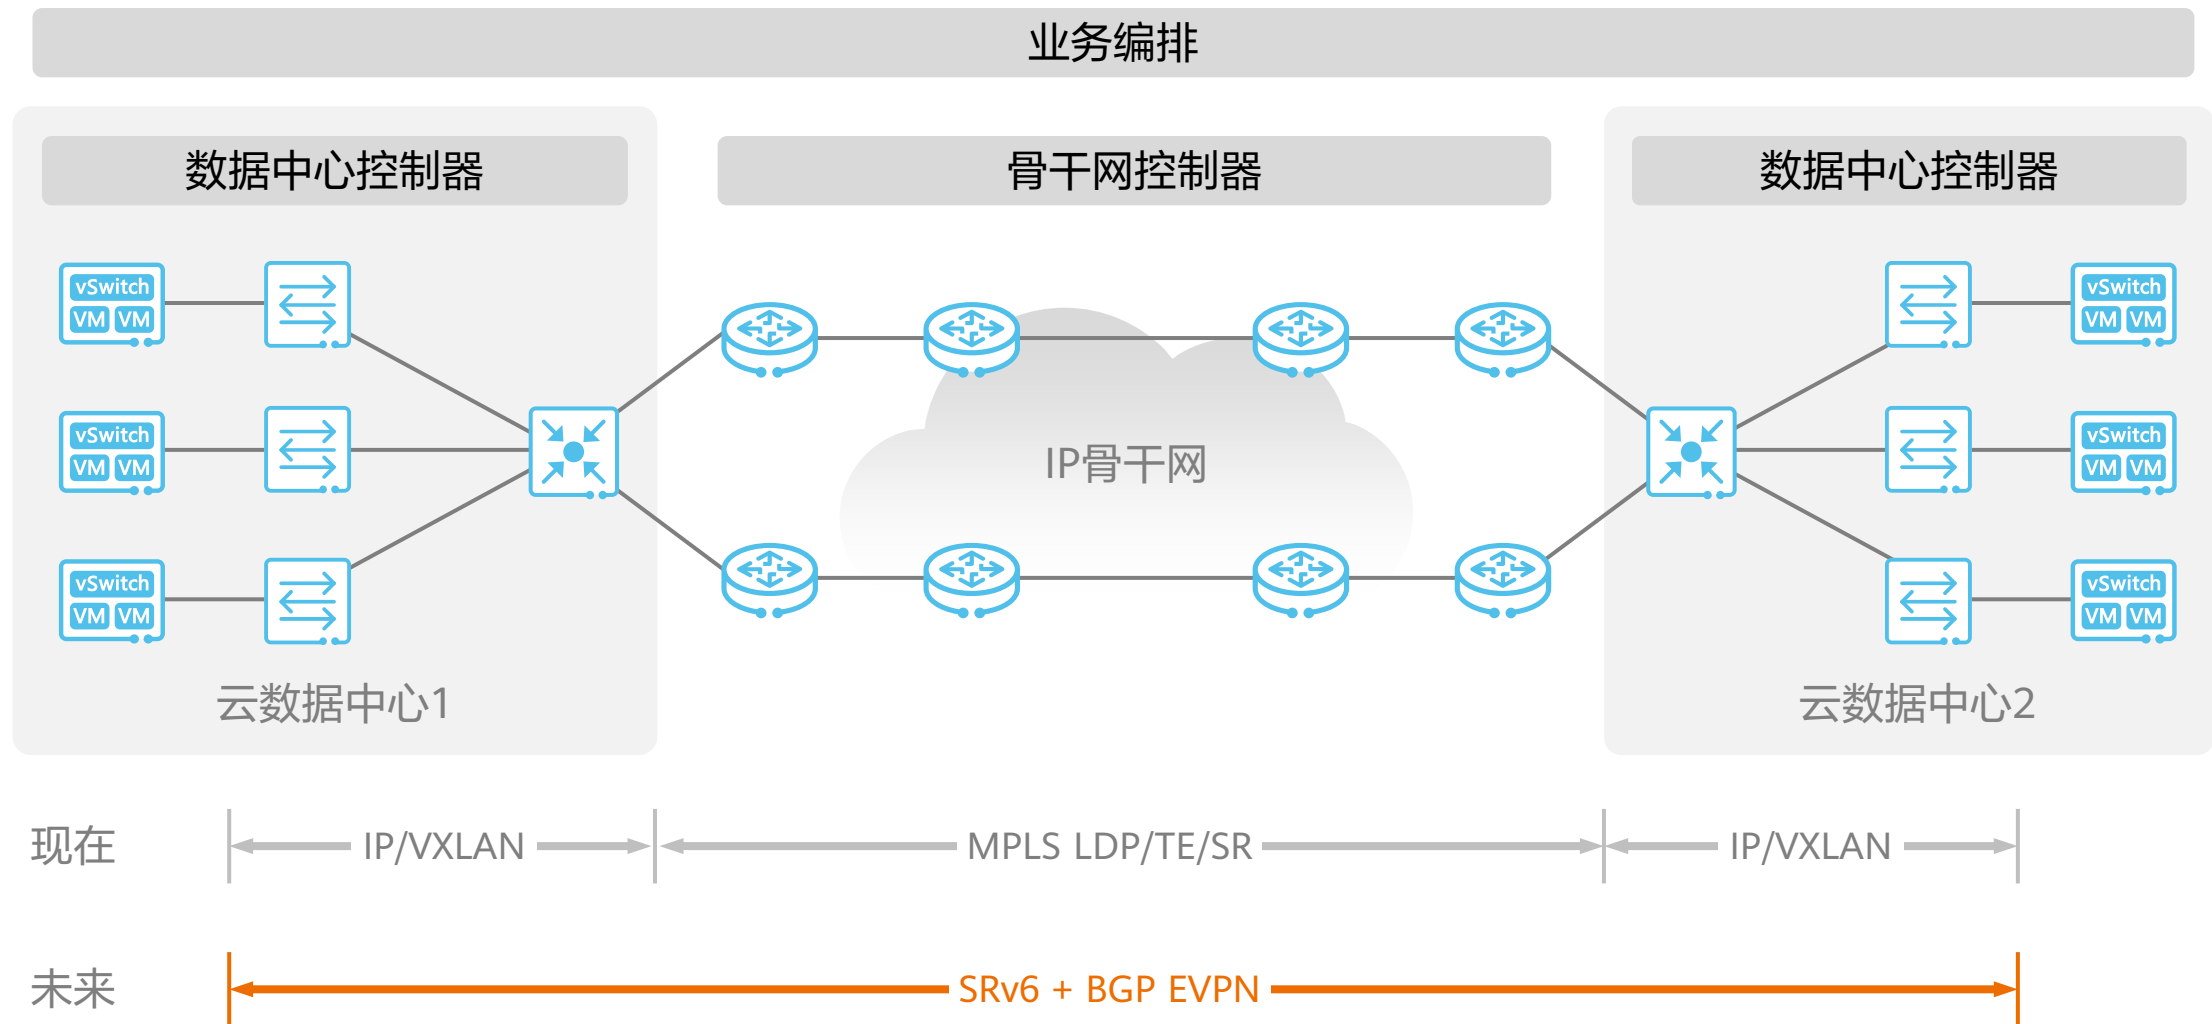 业务编排
数据中心控制器
骨干网控制器
数据中心控制器
vSwitch
VM VM
vSwitch
VM VM
vSwitch
VM VM
vSwitch
VM VM
IP骨干网
vSwitch
VM VM
vSwitch
VM VM
云数据中心1
云数据中心2
现在 IP/VXLAN MPLS LDP/TE/SR IP/VXLAN
未来 SRv6 + BGP EVPN